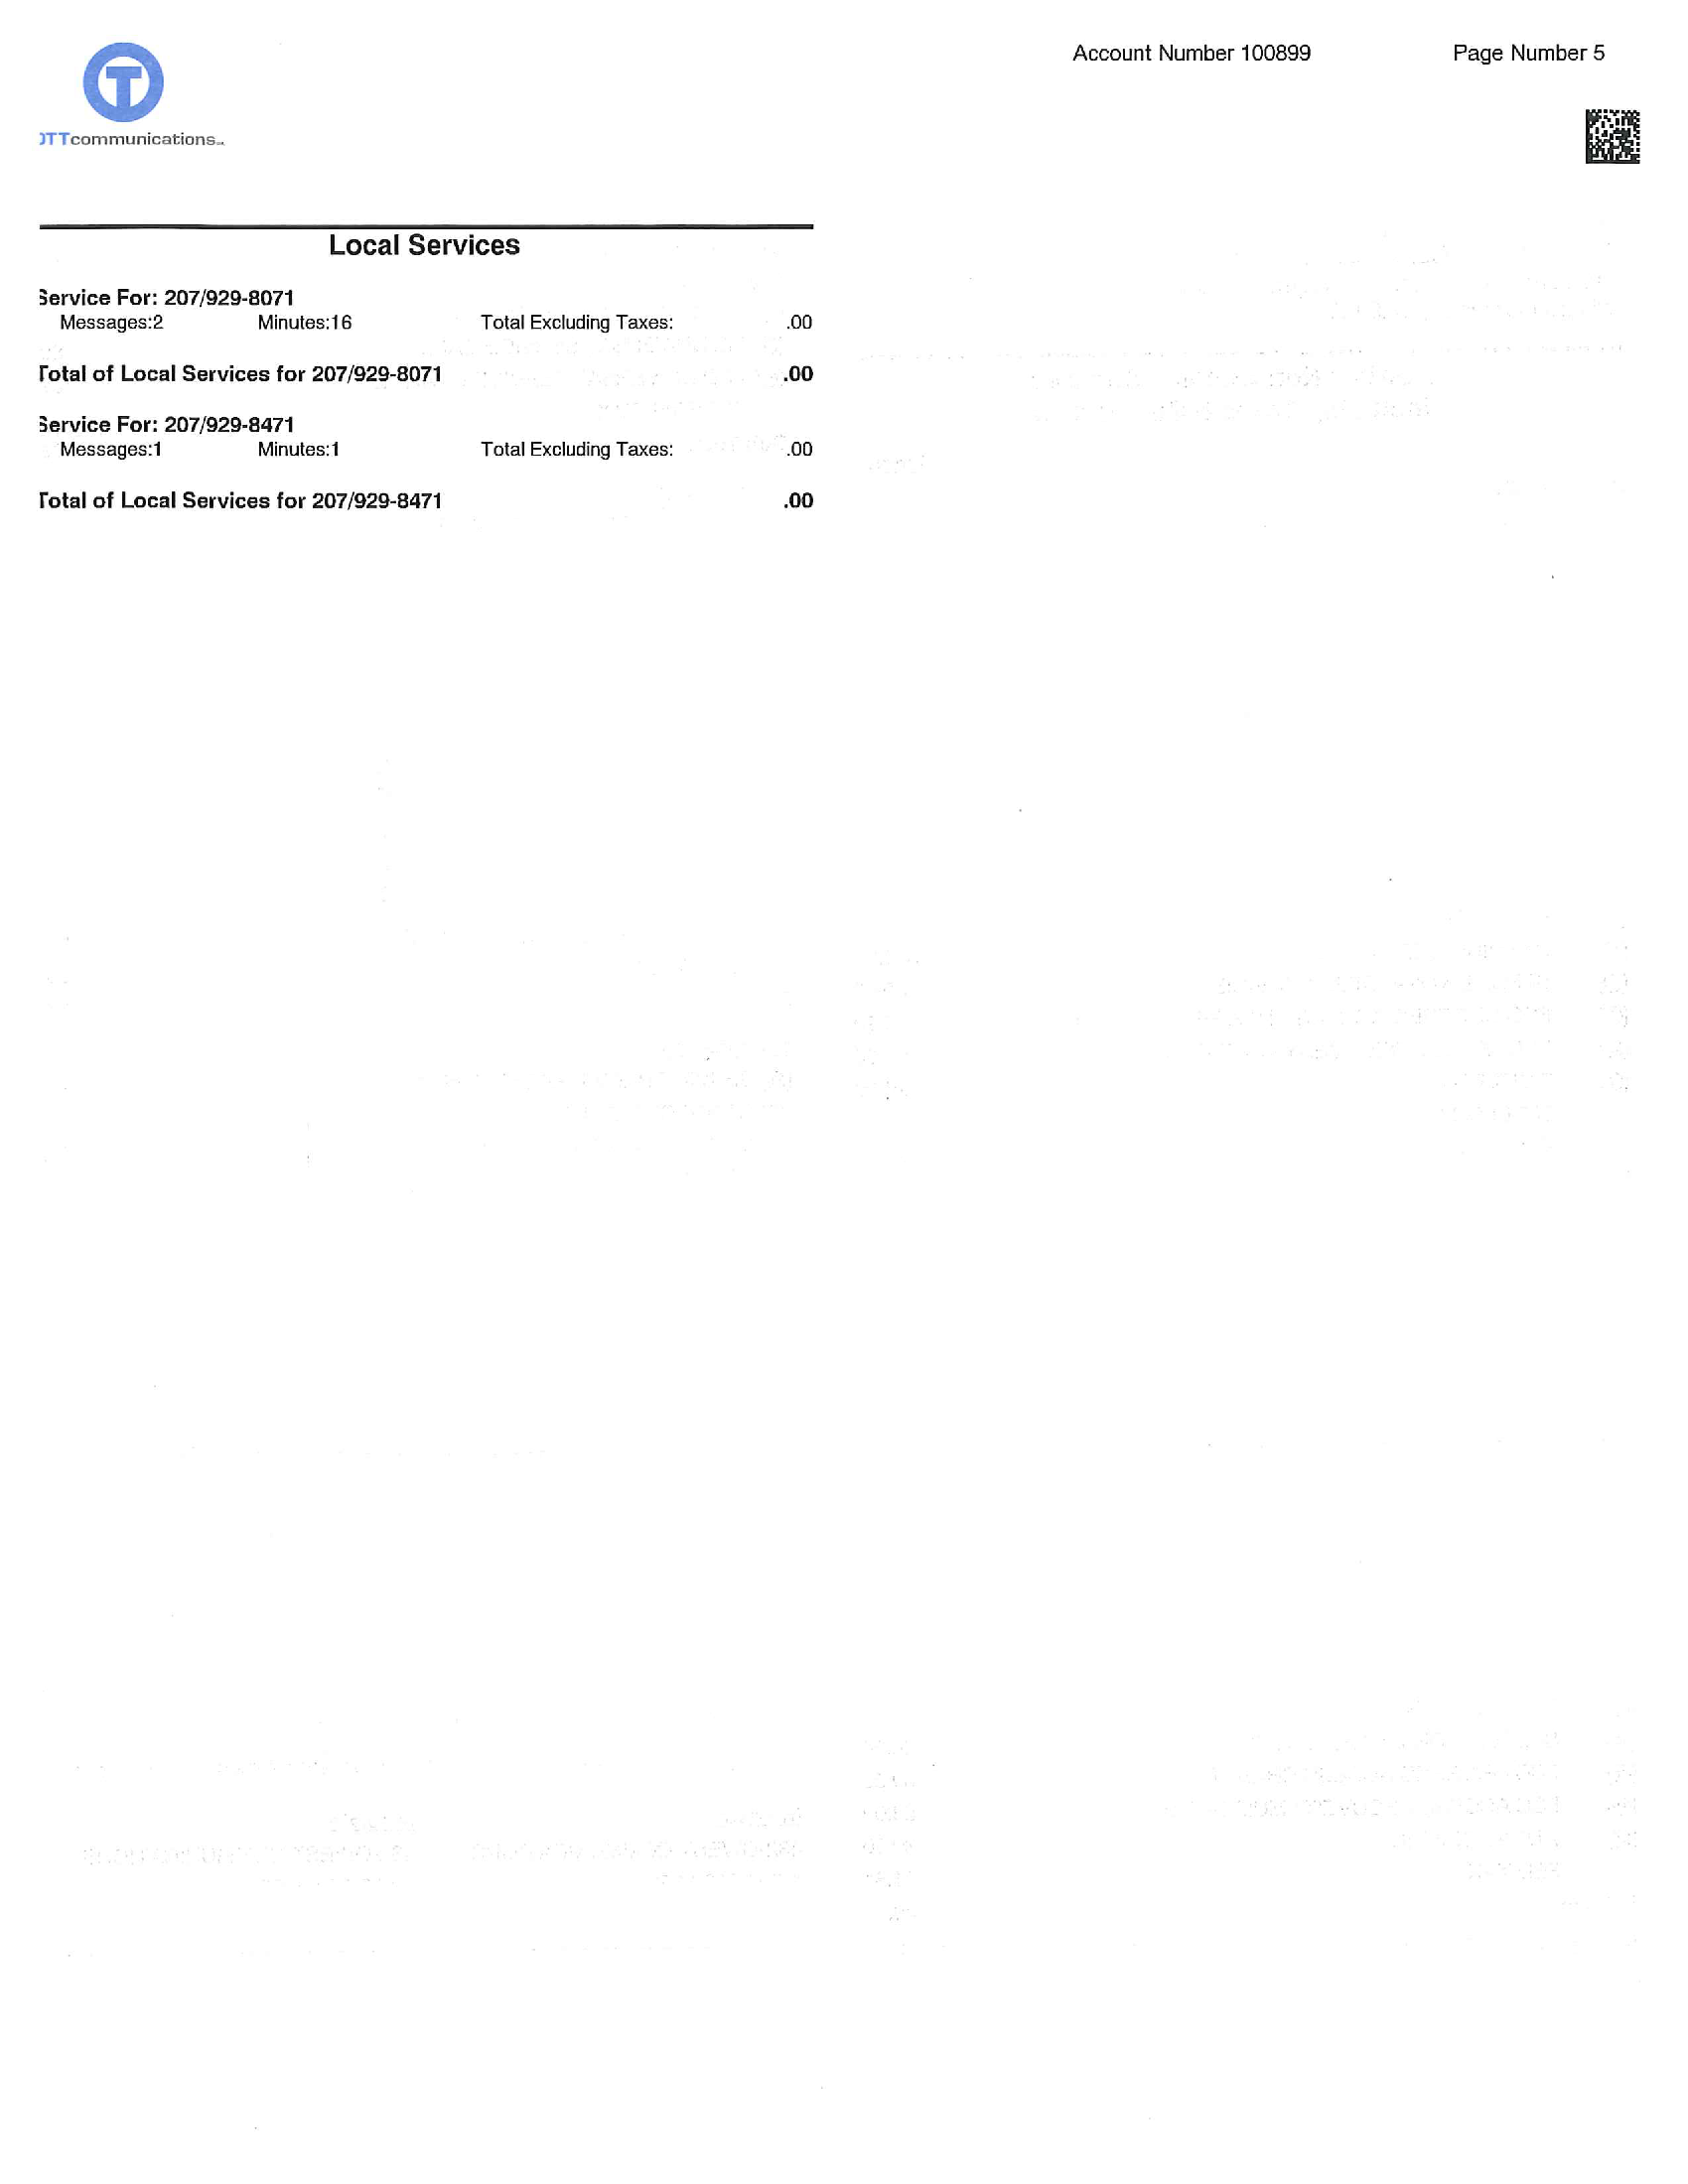 Account Number 100899 Page Number 5
OTTcommunications
Local Services
Service For: 207/929-8071
Messages:2 Minutes:16 Total Excluding Taxes: .00
Total of Local Services for 207/929-8071 .00
Service For: 207/929-8471
Messages:1 Minutes:1 Total Excluding Taxes: .00
Total of Local Services for 207/929-8471 .00